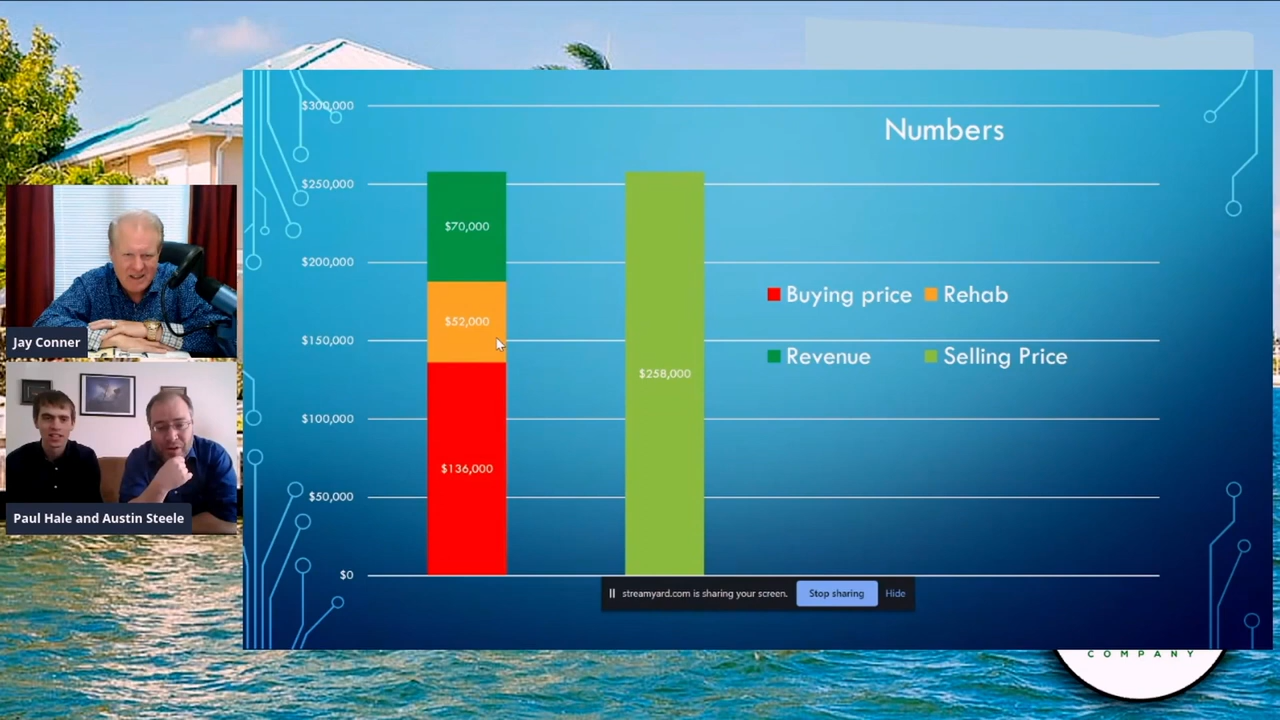 Numbers
$300,000
$250,000
$200,000
$150,000
$100,000
$50,000
$0
$70,000
$52,000
$136,000
$258,000
Buying price
Rehab
Revenue
Selling Price
Jay Conner
Paul Hale and Austin Steele
streamyard.com is sharing your screen.
Stop sharing
Hide
COMPANY